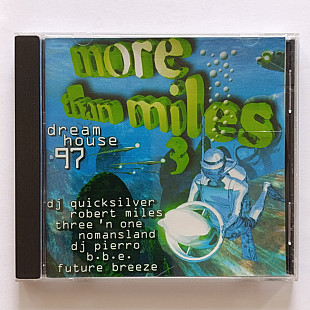 more
than miles
3
dream
house
97
dj quicksilver
robert miles
three 'n one
nomansland
dj pierro
b.b.e.
future breeze